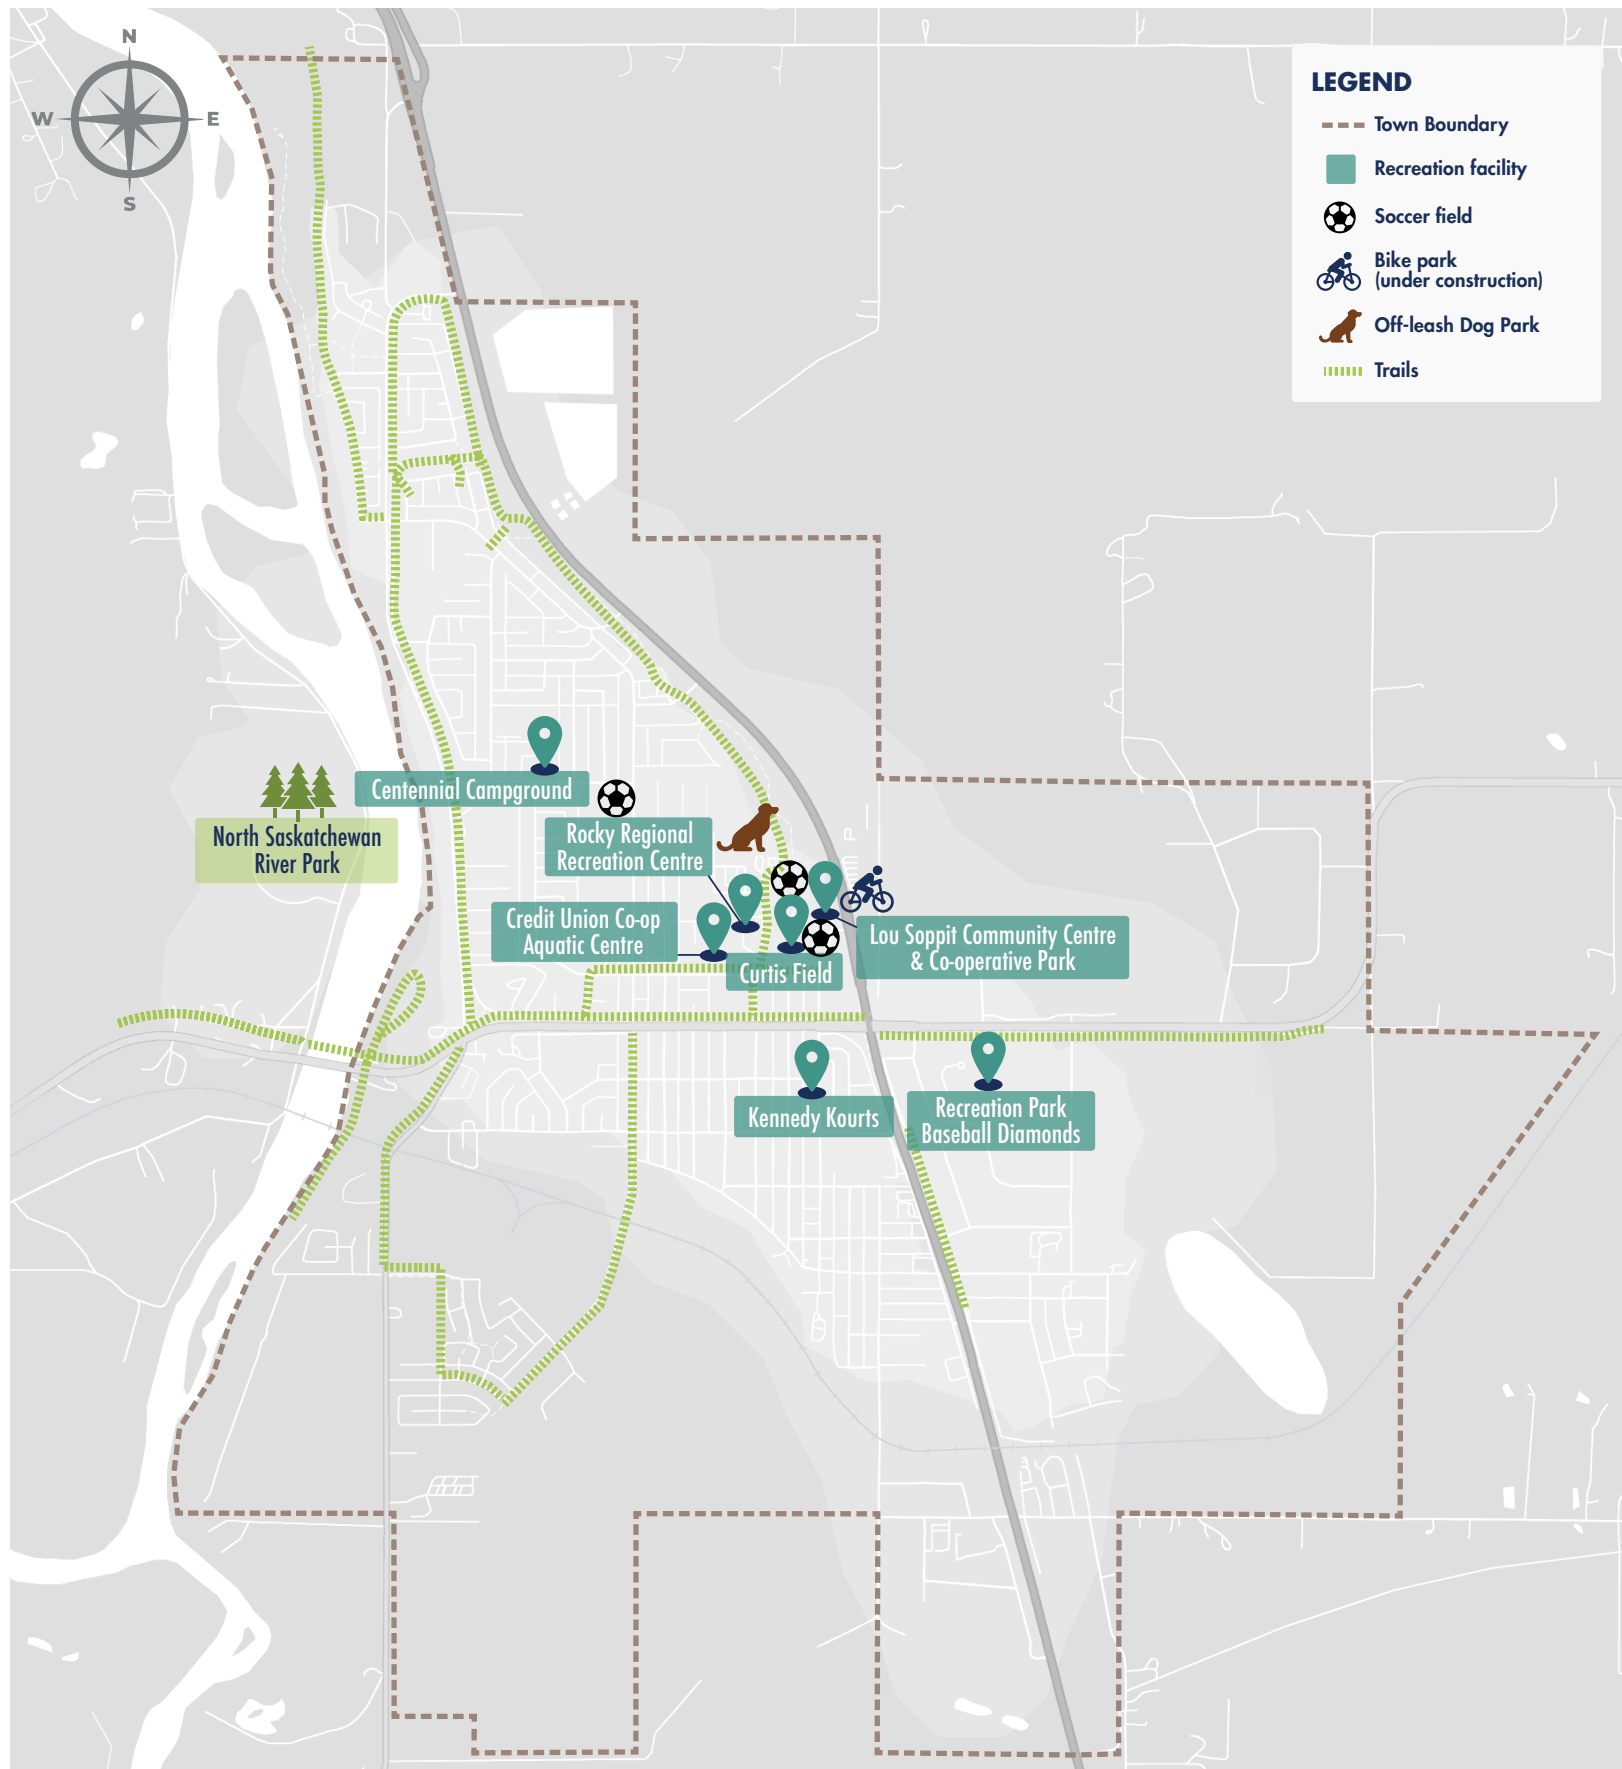 N
W
E
S
LEGEND
Town Boundary
Recreation facility
Soccer field
Bike park
(under construction)
Off-leash Dog Park
Trails
Centennial Campground
North Saskatchewan
River Park
Rocky Regional
Recreation Centre
Credit Union Co-op
Aquatic Centre
Curtis Field
Lou Soppit Community Centre
& Co-operative Park
Kennedy Kourts
Recreation Park
Baseball Diamonds